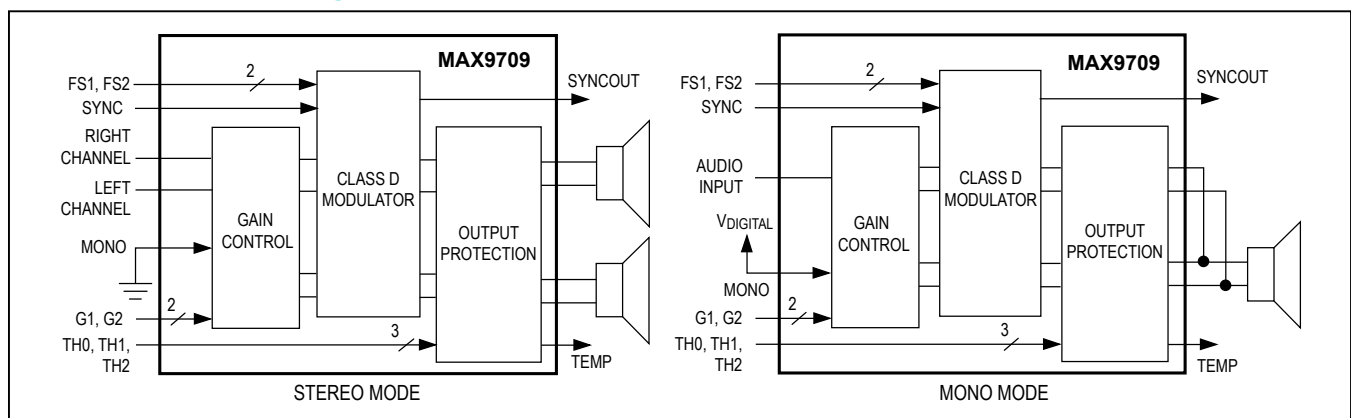 MAX9709
FS1, FS2
2
SYNC
SYNCOUT
RIGHT
CHANNEL
LEFT
CHANNEL
MONO
GAIN
CONTROL
CLASS D
MODULATOR
OUTPUT
PROTECTION
G1, G2
2
TH0, TH1,
TH2
3
TEMP
STEREO MODE
MAX9709
FS1, FS2
2
SYNC
SYNCOUT
AUDIO
INPUT
VDIGITAL
MONO
GAIN
CONTROL
CLASS D
MODULATOR
OUTPUT
PROTECTION
G1, G2
2
TH0, TH1,
TH2
3
TEMP
MONO MODE